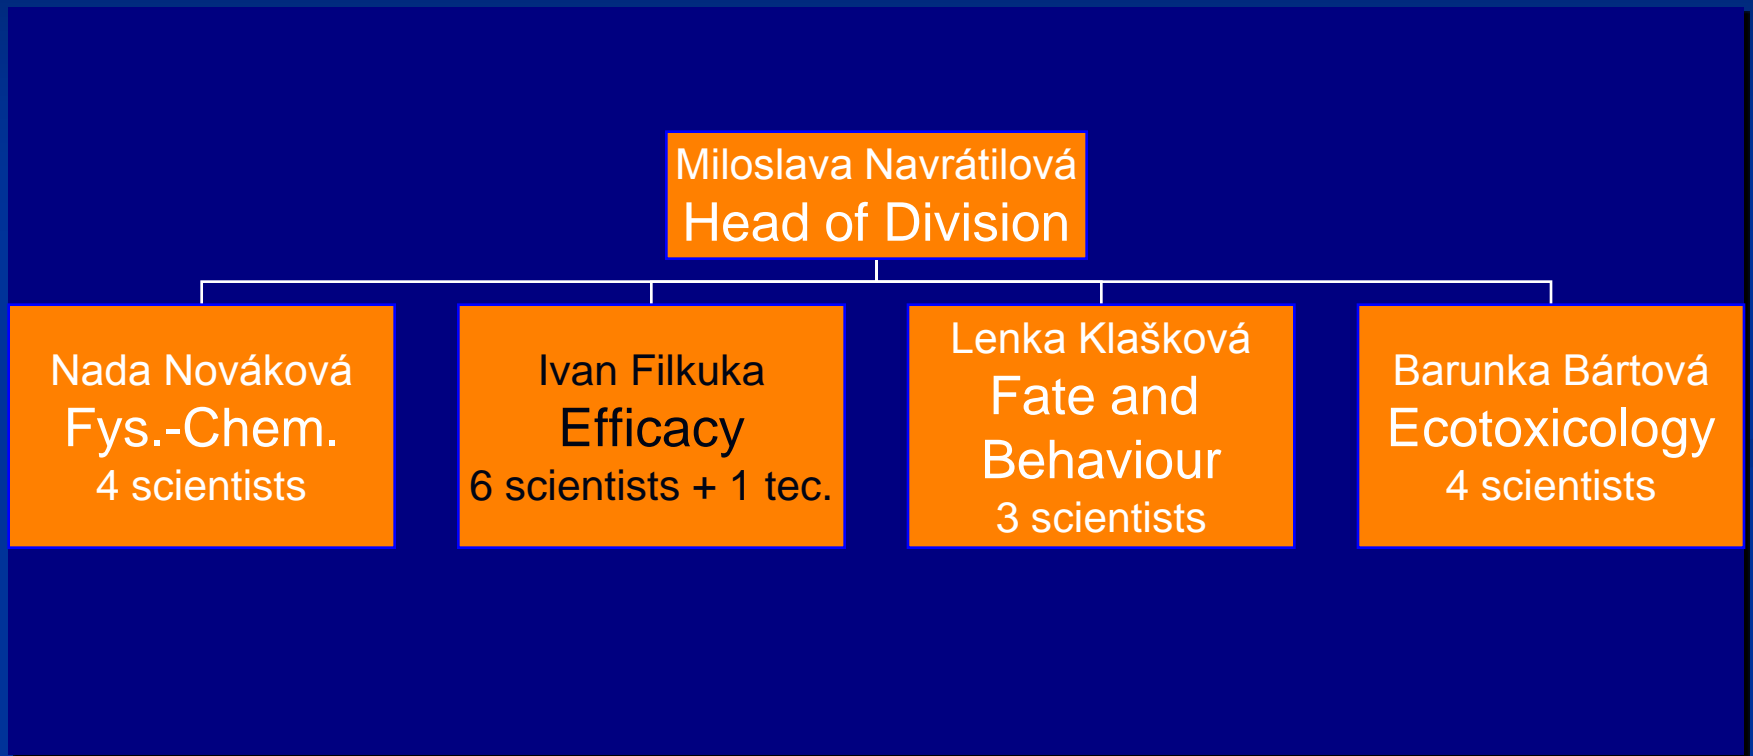 Miloslava Navrátilová
Head of Division
Nada Nováková
Fys.-Chem.
4 scientists
Ivan Filkuka
Efficacy
6 scientists + 1 tec.
Lenka Klašková
Fate and
Behaviour
3 scientists
Barunka Bártová
Ecotoxicology
4 scientists